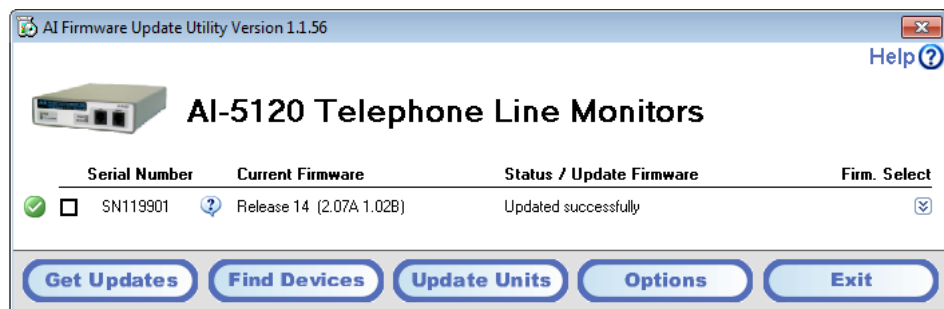 AI Firmware Update Utility Version 1.1.56
Help
AI-5120 Telephone Line Monitors
Serial Number Current Firmware Status / Update Firmware Firm. Select
SN119901 Release 14 (2.07A 1.02B) Updated successfully
Get Updates Find Devices Update Units Options Exit